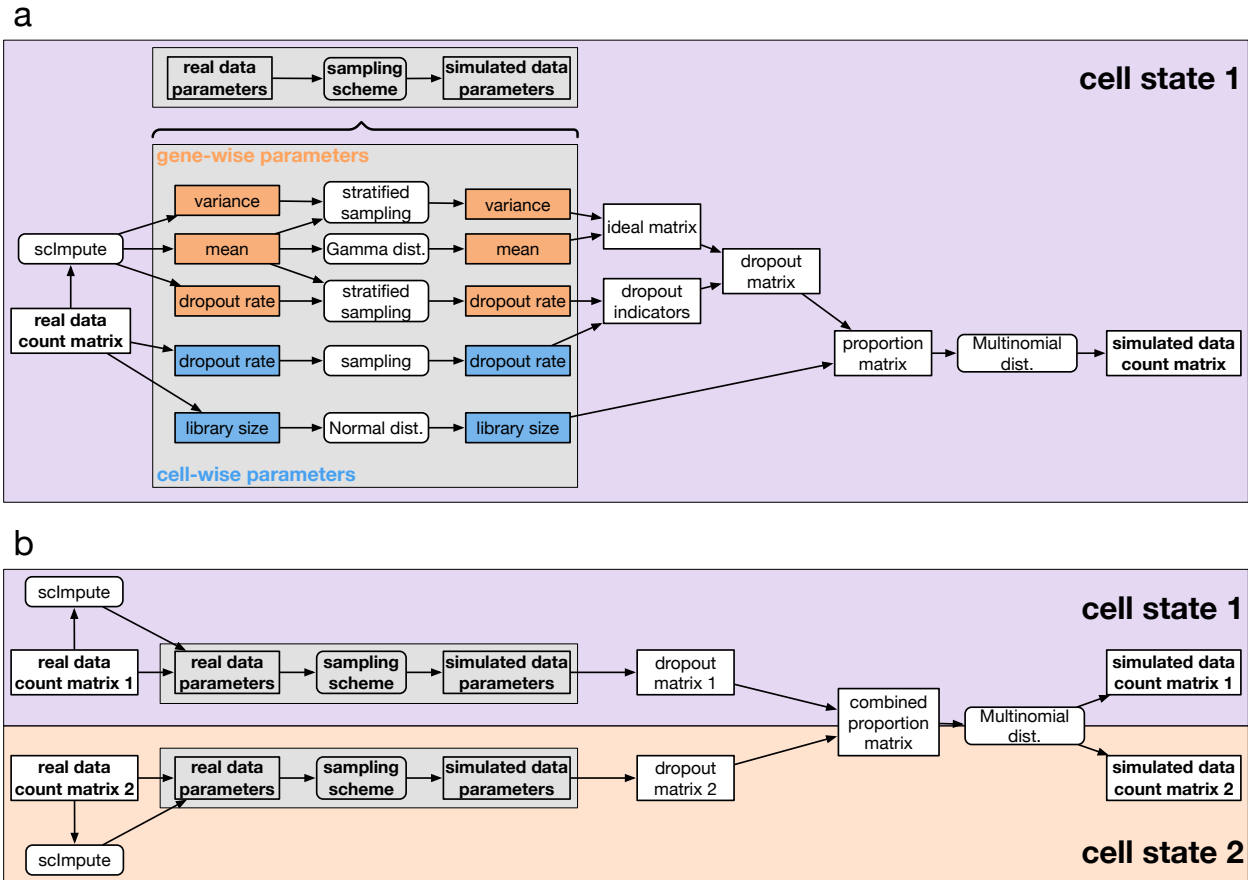 a
cell state 1
real data
parameters
sampling
scheme
simulated data
parameters
gene-wise parameters
variance
stratified
sampling
variance
ideal matrix
scImpute
mean
Gamma dist.
mean
dropout
matrix
dropout rate
stratified
sampling
dropout rate
dropout
indicators
real data
count matrix
dropout rate
sampling
dropout rate
proportion
matrix
Multinomial
dist.
simulated data
count matrix
library size
Normal dist.
library size
cell-wise parameters
b
scImpute
cell state 1
real data
count matrix 1
real data
parameters
sampling
scheme
simulated data
parameters
dropout
matrix 1
simulated data
count matrix 1
combined
proportion
matrix
Multinomial
dist.
real data
count matrix 2
real data
parameters
sampling
scheme
simulated data
parameters
dropout
matrix 2
simulated data
count matrix 2
scImpute
cell state 2